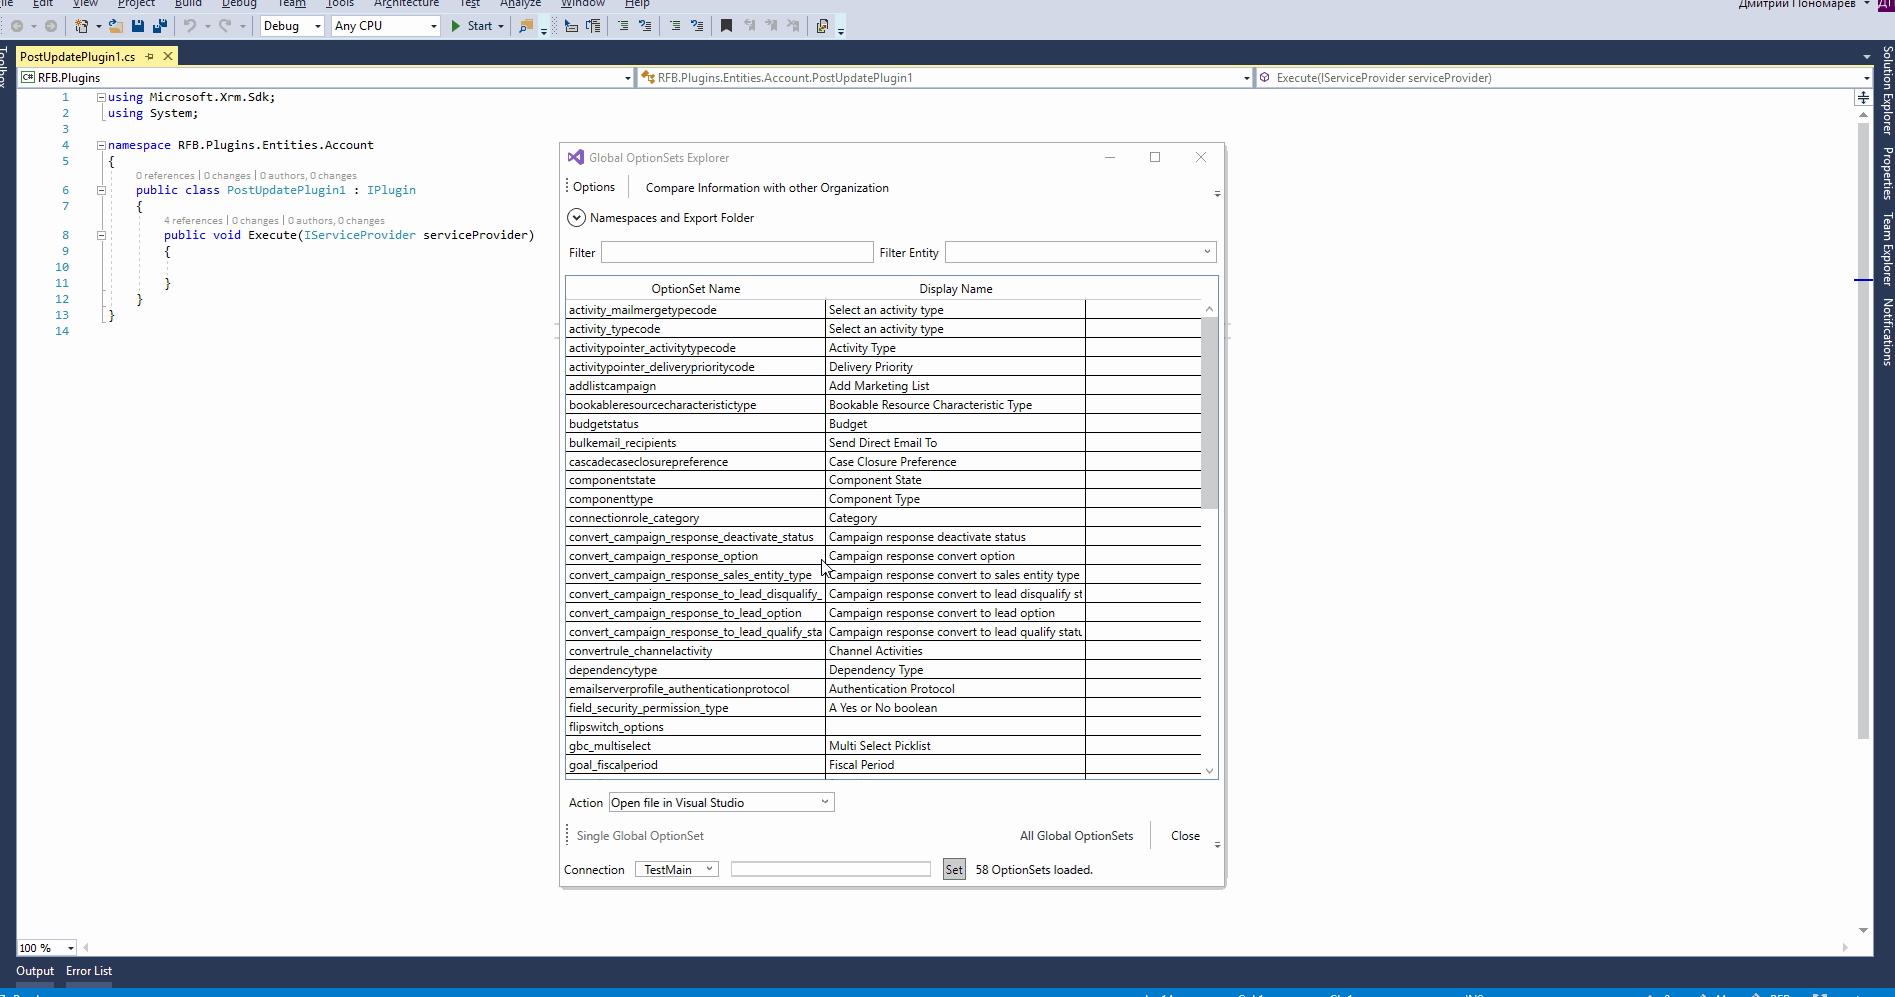 Edit View Project Build Debug Team Tools Architecture Test Analyze Window Help Дмитрий Пономарев ДП
Debug Any CPU Start
PostUpdatePlugin1.cs
C# RFB.Plugins RFB.Plugins.Entities.Account.PostUpdatePlugin1 Execute(IServiceProvider serviceProvider)
1 using Microsoft.Xrm.Sdk;
2 using System;
3
4 namespace RFB.Plugins.Entities.Account
5 {
0 references | 0 changes | 0 authors, 0 changes
6 public class PostUpdatePlugin1 : IPlugin
7 {
4 references | 0 changes | 0 authors, 0 changes
8 public void Execute(IServiceProvider serviceProvider)
9 {
10
11 }
12 }
13 }
14
Global OptionSets Explorer
Options Compare Information with other Organization
Namespaces and Export Folder
Filter Filter Entity
OptionSet Name Display Name
activity_mailmergetypecode Select an activity type
activity_typecode Select an activity type
activitypointer_activitytypecode Activity Type
activitypointer_deliveryprioritycode Delivery Priority
addlistcampaign Add Marketing List
bookableresourcecharacteristictype Bookable Resource Characteristic Type
budgetstatus Budget
bulkemail_recipients Send Direct Email To
cascadecaseclosurepreference Case Closure Preference
componentstate Component State
componenttype Component Type
connectionrole_category Category
convert_campaign_response_deactivate_status Campaign response deactivate status
convert_campaign_response_option Campaign response convert option
convert_campaign_response_sales_entity_type Campaign response convert to sales entity type
convert_campaign_response_to_lead_disqualify_ Campaign response convert to lead disqualify st
convert_campaign_response_to_lead_option Campaign response convert to lead option
convert_campaign_response_to_lead_qualify_sta Campaign response convert to lead qualify statu
convertrule_channelactivity Channel Activities
dependencytype Dependency Type
emailserverprofile_authenticationprotocol Authentication Protocol
field_security_permission_type A Yes or No boolean
flipswitch_options
gbc_multiselect Multi Select Picklist
goal_fiscalperiod Fiscal Period
Action Open file in Visual Studio
Single Global OptionSet All Global OptionSets Close
Connection TestMain Set 58 OptionSets loaded.
Solution Explorer
Properties
Team Explorer
Notifications
100 %
Output Error List